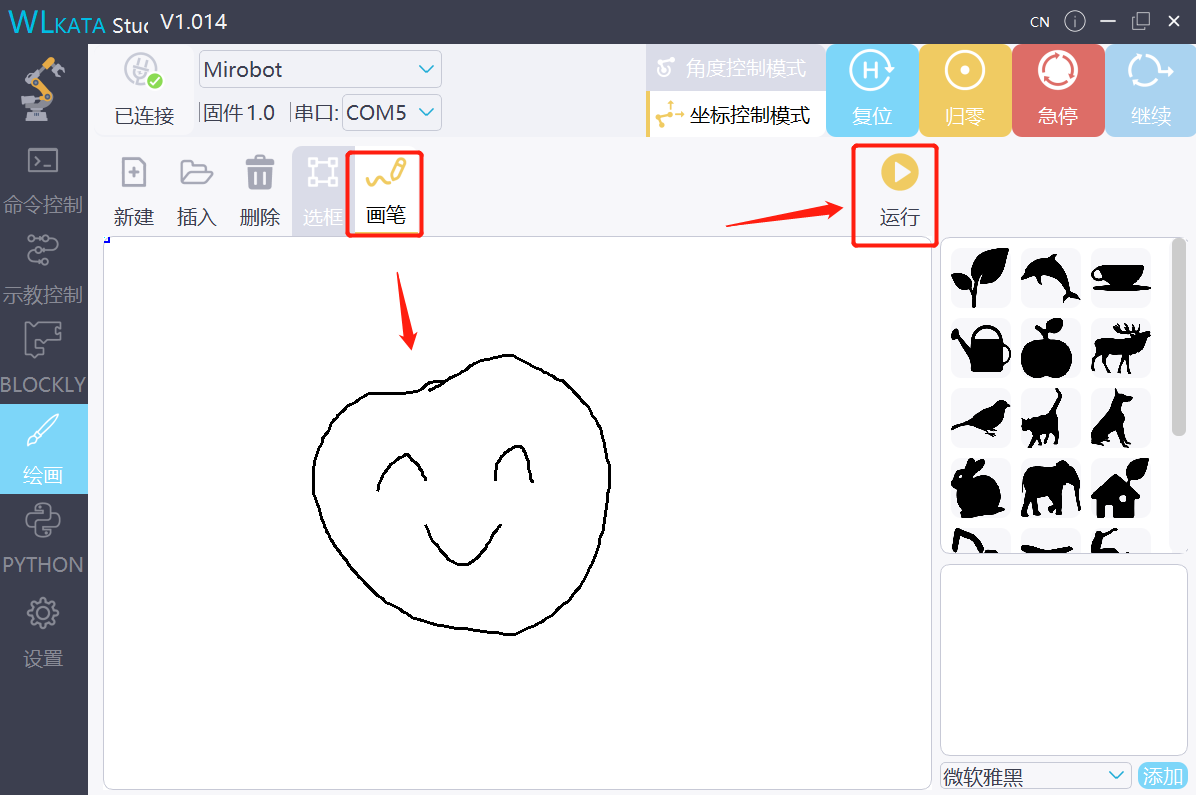 WLKATA Stud V1.014
CN
已连接
Mirobot
固件 1.0 串口: COM5
角度控制模式
坐标控制模式
复位
归零
急停
继续
命令控制
示教控制
BLOCKLY
绘画
PYTHON
设置
新建
插入
删除
选框
画笔
运行
微软雅黑
添加